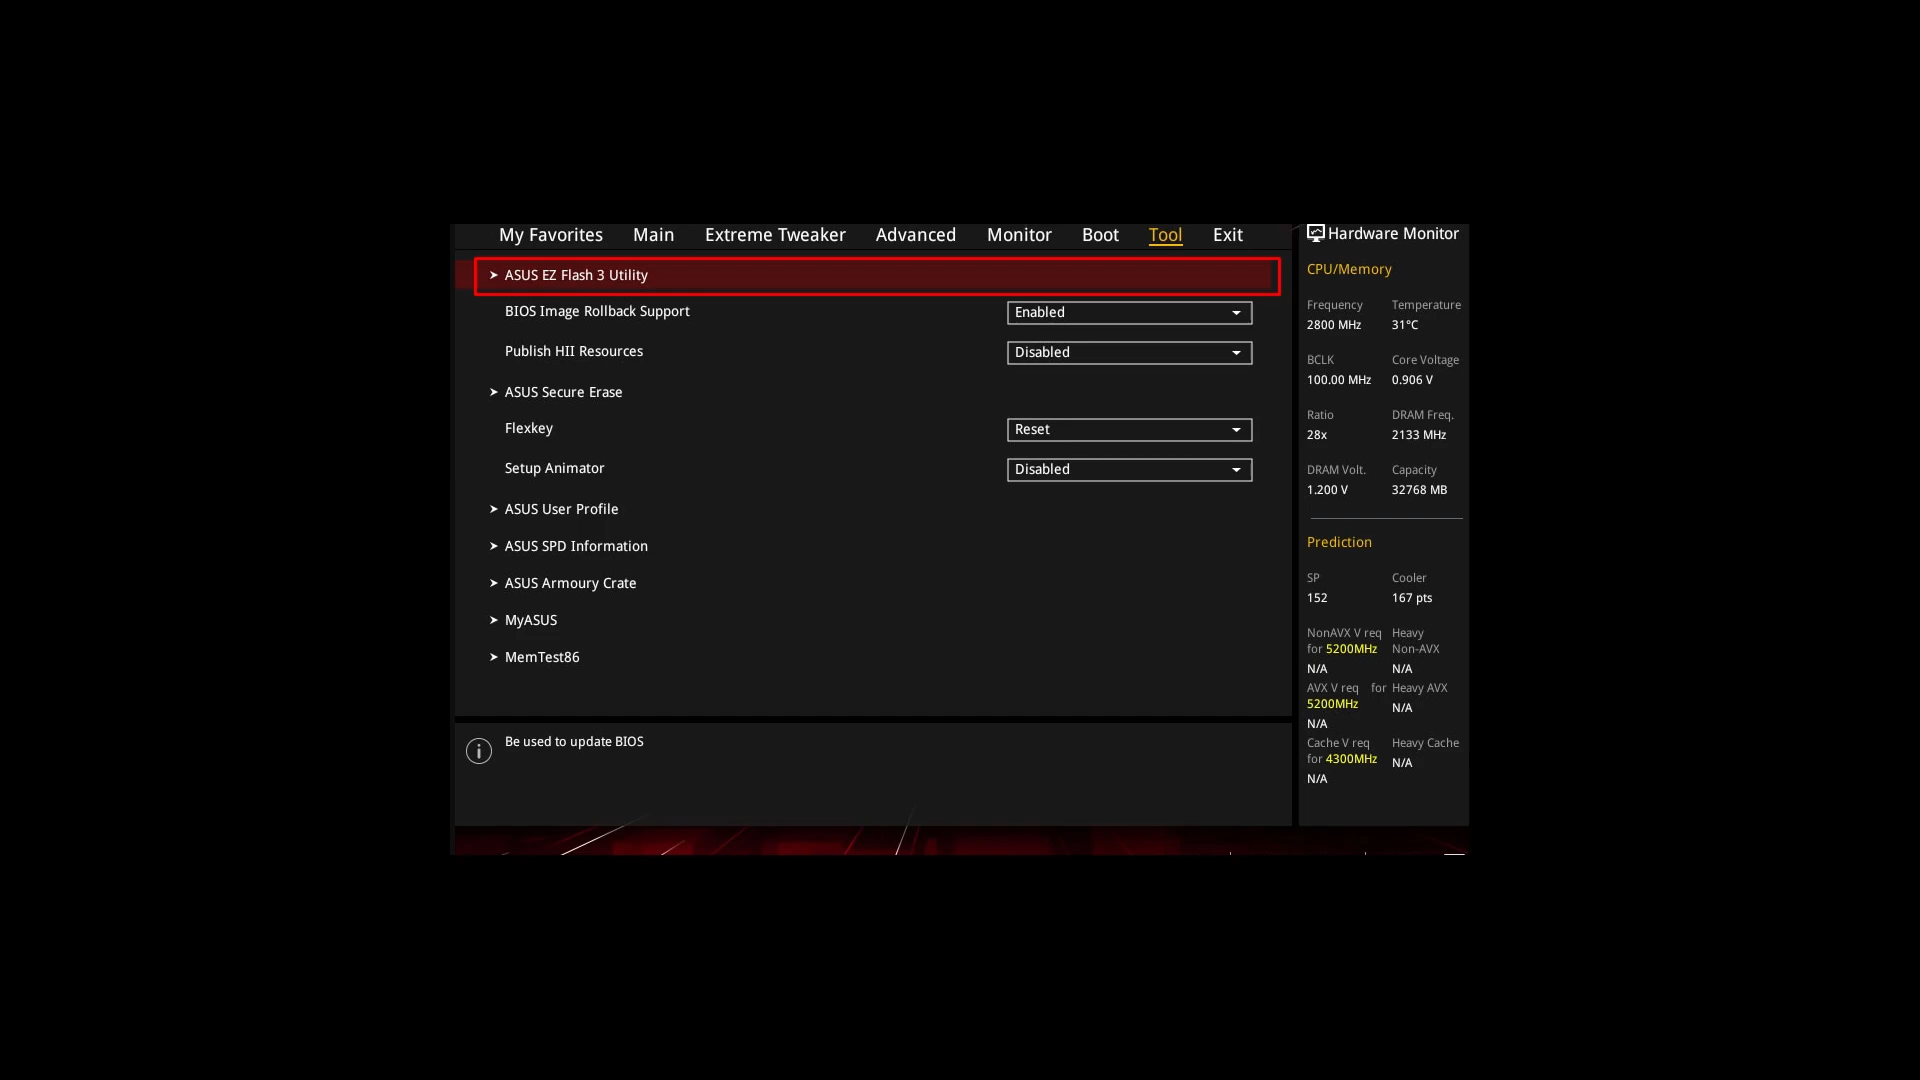 My Favorites Main Extreme Tweaker Advanced Monitor Boot Tool Exit
ASUS EZ Flash 3 Utility
BIOS Image Rollback Support Enabled
Publish HII Resources Disabled
ASUS Secure Erase
Flexkey Reset
Setup Animator Disabled
ASUS User Profile
ASUS SPD Information
ASUS Armoury Crate
MyASUS
MemTest86
Be used to update BIOS
Hardware Monitor
CPU/Memory
Frequency Temperature
2800 MHz 31°C
BCLK Core Voltage
100.00 MHz 0.906 V
Ratio DRAM Freq.
28x 2133 MHz
DRAM Volt. Capacity
1.200 V 32768 MB
Prediction
SP Cooler
152 167 pts
NonAVX V req Heavy
for 5200MHz Non-AVX
N/A N/A
AVX V req for Heavy AVX
5200MHz N/A
N/A
Cache V req Heavy Cache
for 4300MHz N/A
N/A